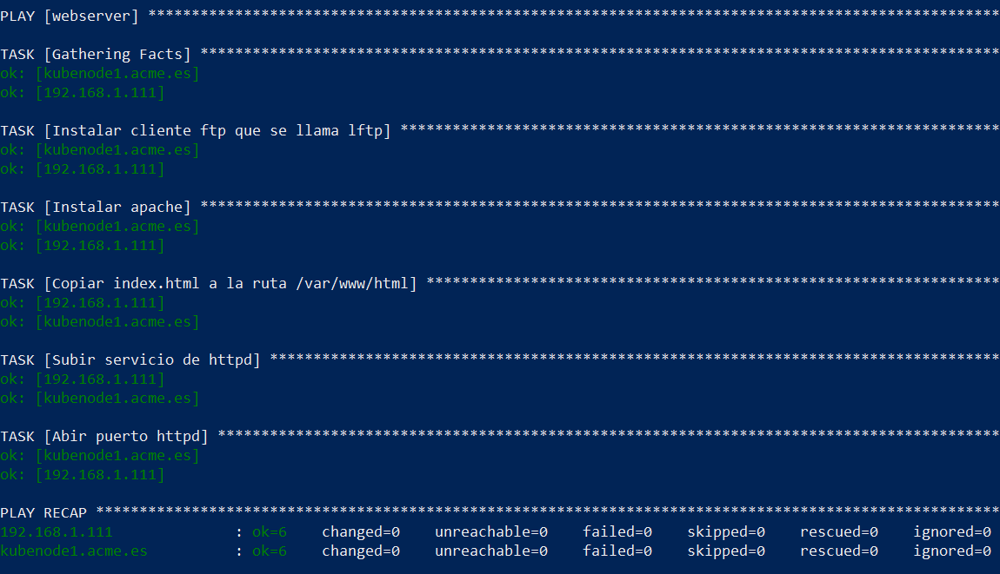 PLAY [webserver] **************************************************************************************************
TASK [Gathering Facts] ********************************************************************************************
ok: [kubenode1.acme.es]
ok: [192.168.1.111]
TASK [Instalar cliente ftp que se llama lftp] *********************************************************************
ok: [kubenode1.acme.es]
ok: [192.168.1.111]
TASK [Instalar apache] ********************************************************************************************
ok: [kubenode1.acme.es]
ok: [192.168.1.111]
TASK [Copiar index.html a la ruta /var/www/html] ******************************************************************
ok: [192.168.1.111]
ok: [kubenode1.acme.es]
TASK [Subir servicio de httpd] ************************************************************************************
ok: [192.168.1.111]
ok: [kubenode1.acme.es]
TASK [Abir puerto httpd] ******************************************************************************************
ok: [kubenode1.acme.es]
ok: [192.168.1.111]
PLAY RECAP ********************************************************************************************************
192.168.1.111              : ok=6    changed=0    unreachable=0    failed=0    skipped=0    rescued=0    ignored=0
kubenode1.acme.es          : ok=6    changed=0    unreachable=0    failed=0    skipped=0    rescued=0    ignored=0